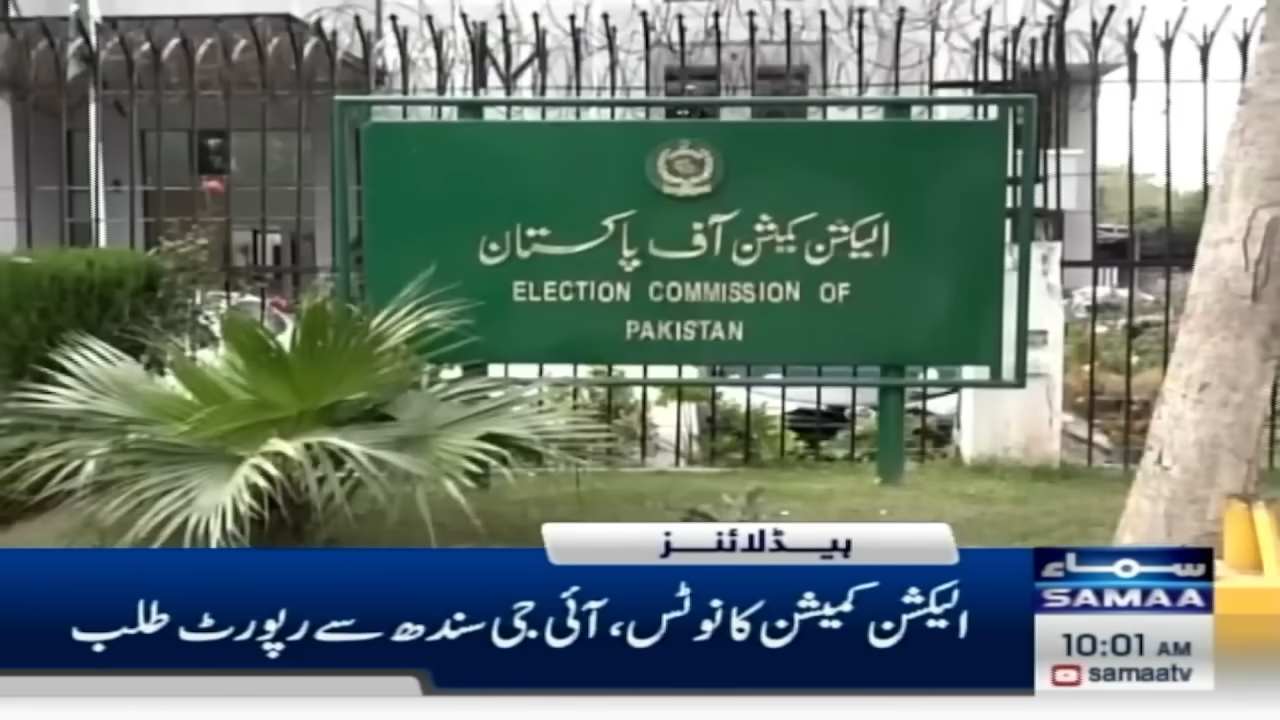 الیکشن کمیشن آف پاکستان
ELECTION COMMISSION OF
PAKISTAN
ہیڈلائنز
الیکشن کمیشن کا نوٹس، آئی جی سندھ سے رپورٹ طلب
سماء
SAMAA
10:01 AM
samaatv